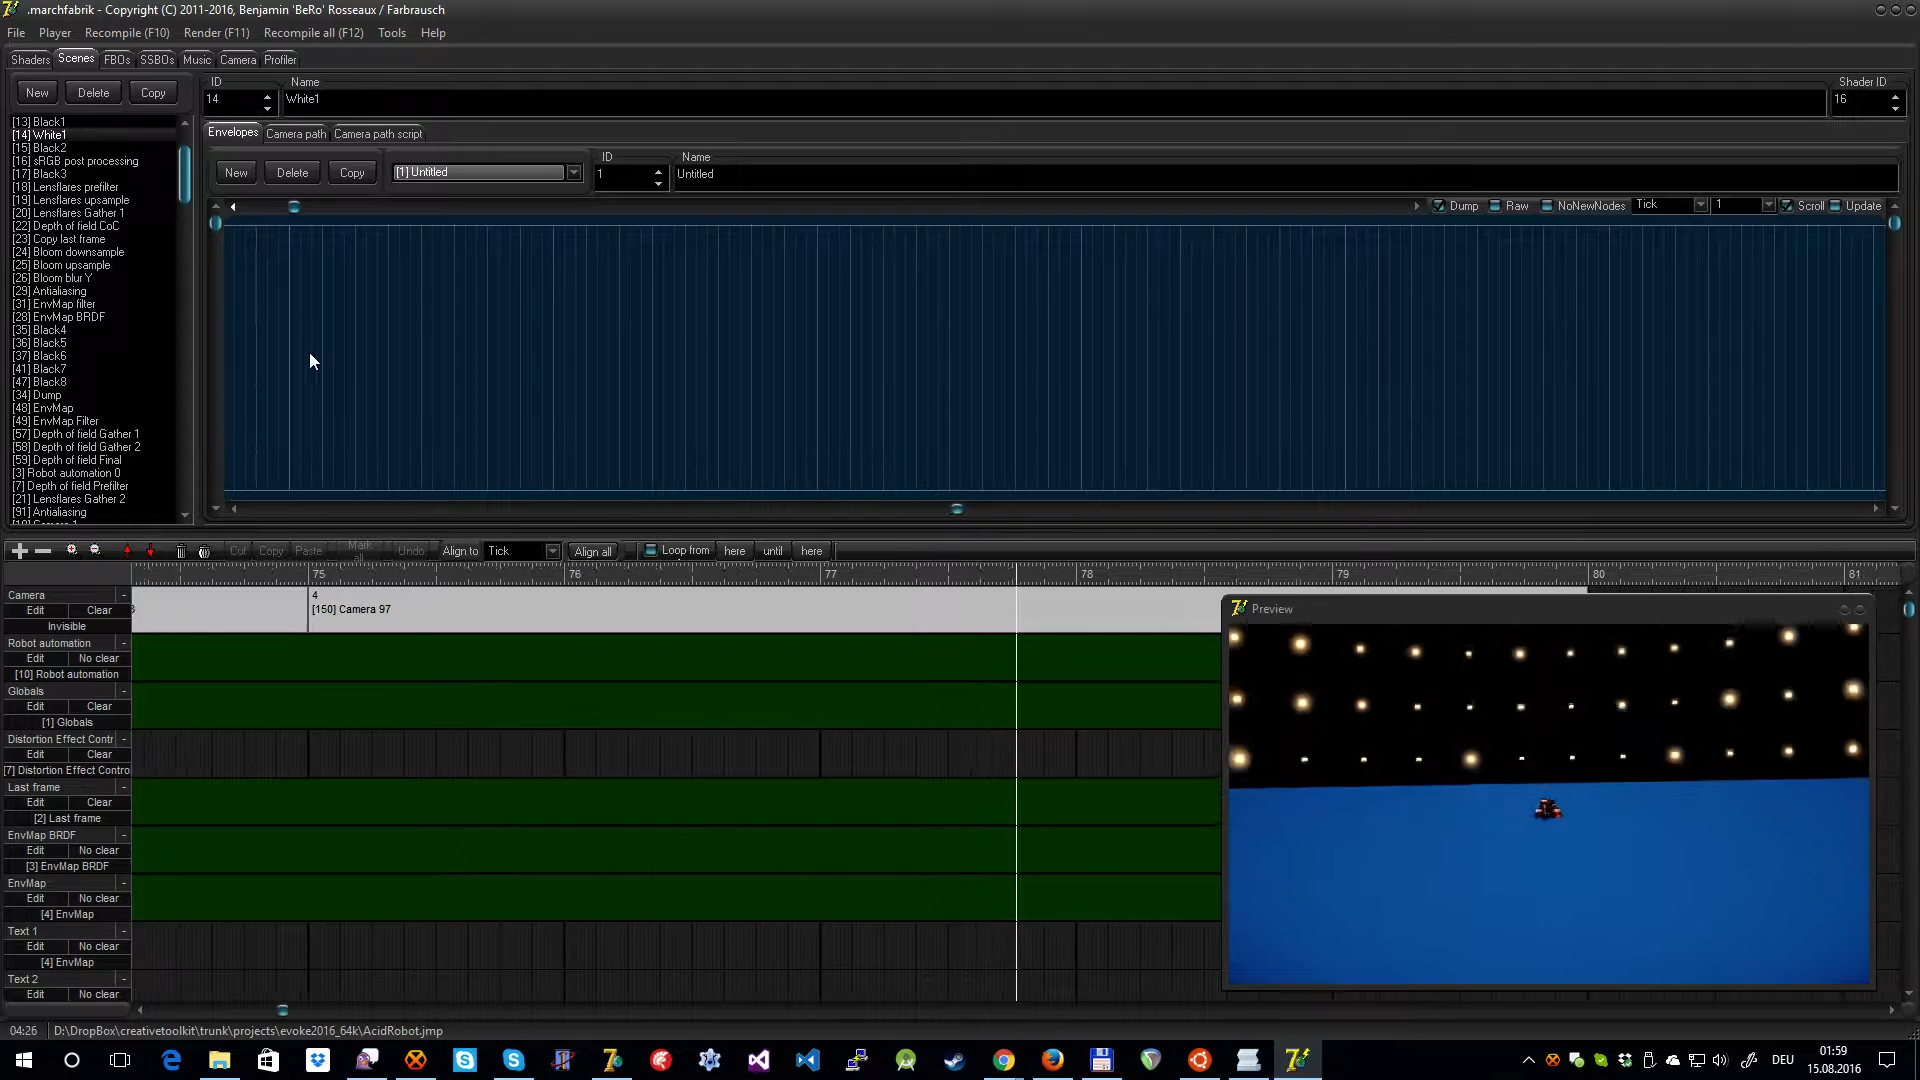 .marchfabrik - Copyright (C) 2011-2016, Benjamin 'BeRo' Rosseaux / Farbrausch
File Player Recompile (F10) Render (F11) Recompile all (F12) Tools Help
Shaders Scenes FBOs SSBOs Music Camera Profiler
New Delete Copy
ID Name Shader ID
14 White1 16
Envelopes Camera path Camera path script
New Delete Copy [1] Untitled
ID Name
1 Untitled
Dump Raw NoNewNodes Tick 1 Scroll Update
[13] Black1
[14] White1
[15] Black2
[16] sRGB post processing
[17] Black3
[18] Lensflares prefilter
[19] Lensflares upsample
[20] Lensflares Gather 1
[22] Depth of field CoC
[23] Copy last frame
[24] Bloom downsample
[25] Bloom upsample
[26] Bloom blur Y
[29] Antialiasing
[31] EnvMap filter
[28] EnvMap BRDF
[35] Black4
[36] Black5
[37] Black6
[41] Black7
[47] Black8
[34] Dump
[48] EnvMap
[49] EnvMap Filter
[57] Depth of field Gather 1
[58] Depth of field Gather 2
[59] Depth of field Final
[3] Robot automation 0
[7] Depth of field Prefilter
[21] Lensflares Gather 2
[91] Antialiasing
Cut Copy Paste Mark all Undo Align to Tick Align all Loop from here until here
75 76 77 78 79 80 81
Camera -
Edit Clear
Invisible
4
[150] Camera 97
Robot automation -
Edit No clear
[10] Robot automation
Globals -
Edit Clear
[1] Globals
Distortion Effect Contr -
Edit Clear
[7] Distortion Effect Contro
Last frame -
Edit Clear
[2] Last frame
EnvMap BRDF -
Edit No clear
[3] EnvMap BRDF
EnvMap -
Edit No clear
[4] EnvMap
Text 1 -
Edit No clear
[4] EnvMap
Text 2 -
Edit No clear
Preview
04:26 D:\DropBox\creativetoolkit\trunk\projects\evoke2016_64k\AcidRobot.jmp
DEU
01:59
15.08.2016